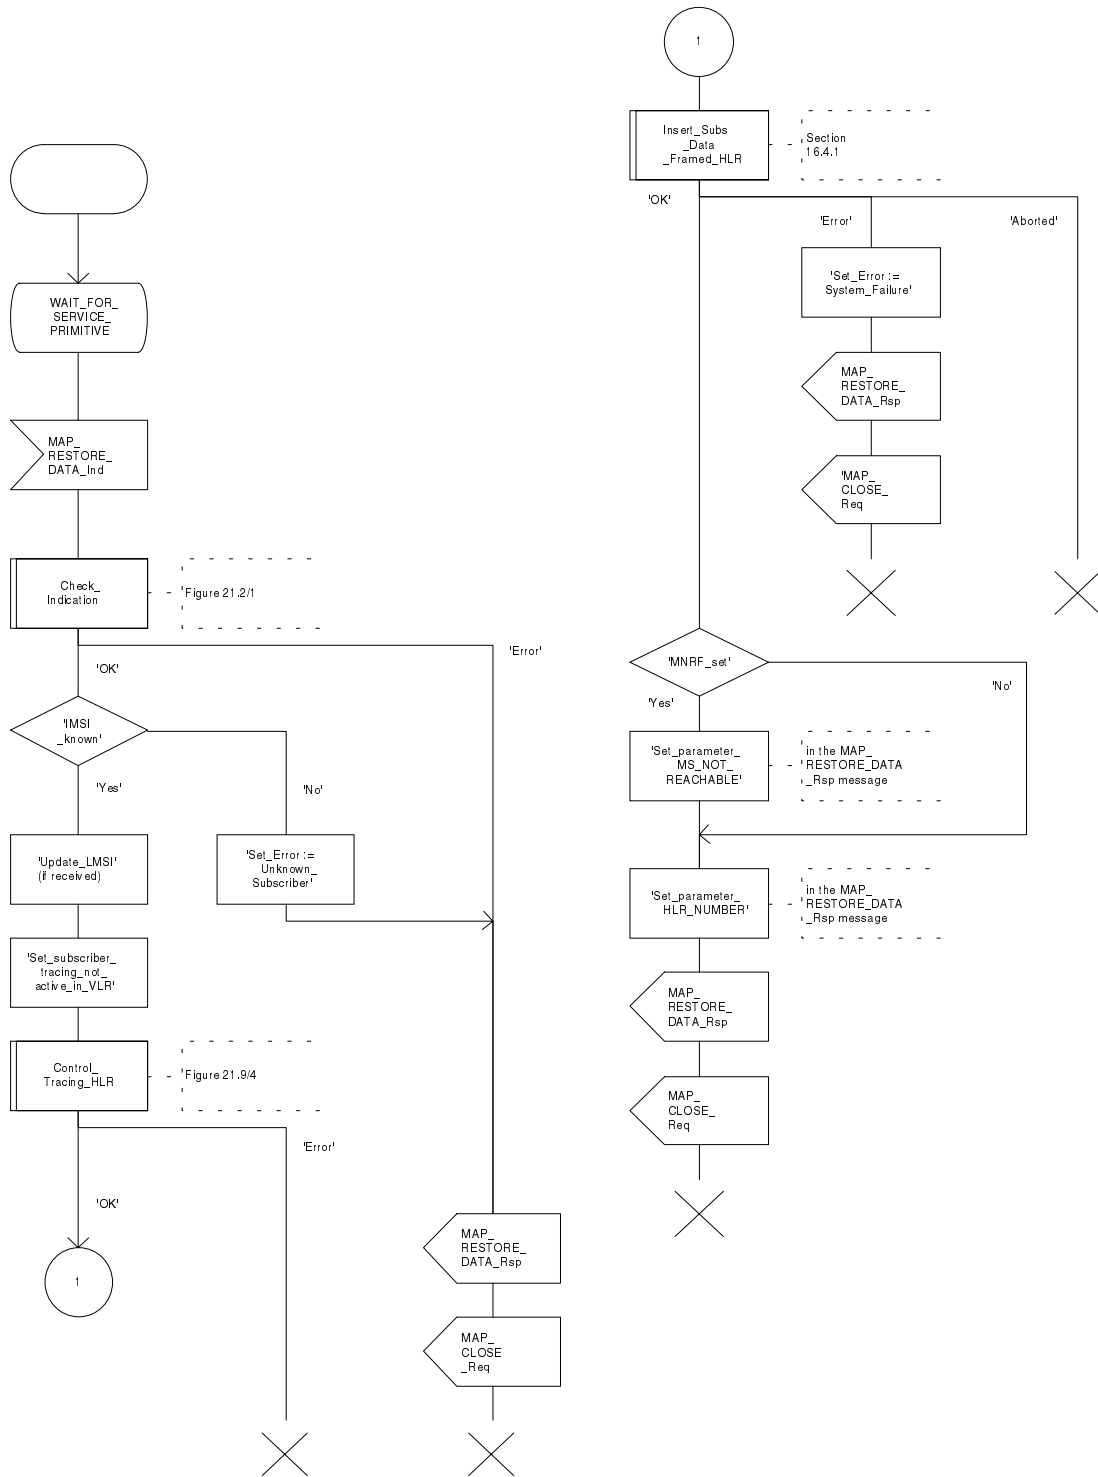 WAIT_FOR_
SERVICE_
PRIMITIVE
MAP_
RESTORE_
DATA_Ind
Check_
Indication
Figure 21.2/1
'Error'
'OK'
'IMSI
_known'
'Yes'
'No'
'Update_LMSI'
(if received)
'Set_Error :=
Unknown_
Subscriber'
'Set_subscriber_
tracing_not_
active_in_VLR'
Control_
Tracing_HLR
Figure 21.9/4
'Error'
'OK'
1
MAP_
RESTORE_
DATA_Rsp
MAP_
CLOSE
_Req
1
Insert_Subs
_Data
_Framed_HLR
Section
16.4.1
'OK'
'Error'
'Aborted'
'Set_Error :=
System_Failure'
MAP_
RESTORE_
DATA_Rsp
'MAP_
CLOSE_
Req
'MNRF_set'
'No'
'Yes'
'Set_parameter_
MS_NOT_
REACHABLE'
in the MAP_
RESTORE_DATA
_Rsp message
'Set_parameter_
HLR_NUMBER'
in the MAP_
RESTORE_DATA
_Rsp message
MAP_
RESTORE_
DATA_Rsp
MAP_
CLOSE_
Req